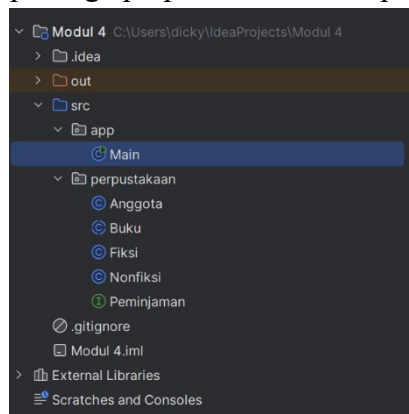 Modul 4 C:\Users\dicky\IdeaProjects\Modul 4
.idea
out
src
app
Main
perpustakaan
Anggota
Buku
Fiksi
Nonfiksi
Peminjaman
.gitignore
Modul 4.iml
External Libraries
Scratches and Consoles